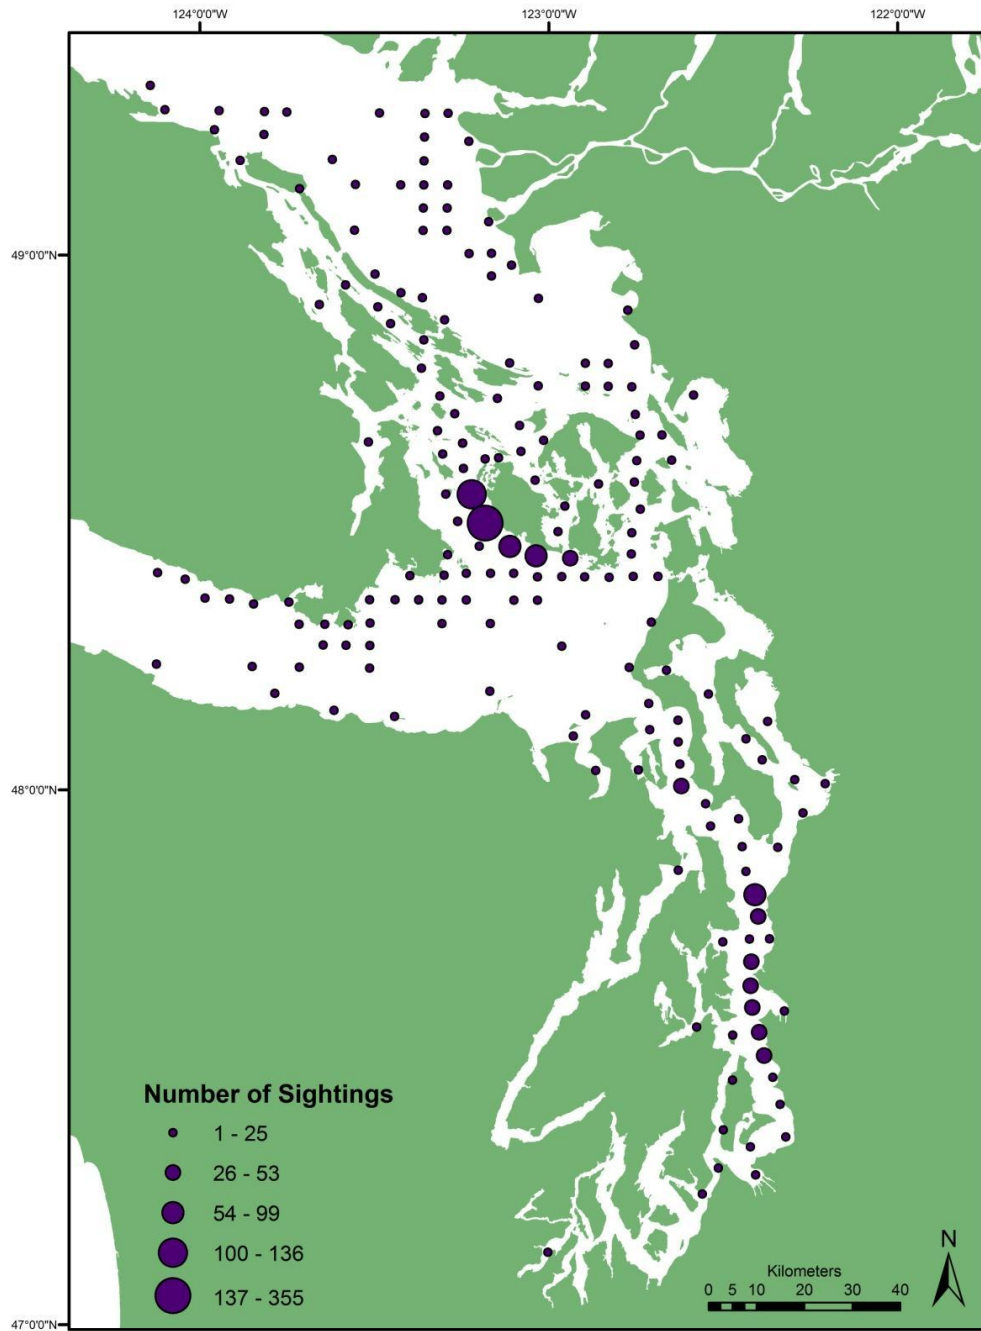 124°0'0"W 123°0'0"W 122°0'0"W
49°0'0"N
48°0'0"N
Number of Sightings
1 - 25
26 - 53
54 - 99
100 - 136
137 - 355
N
Kilometers
0 5 10 20 30 40
47°0'0"N